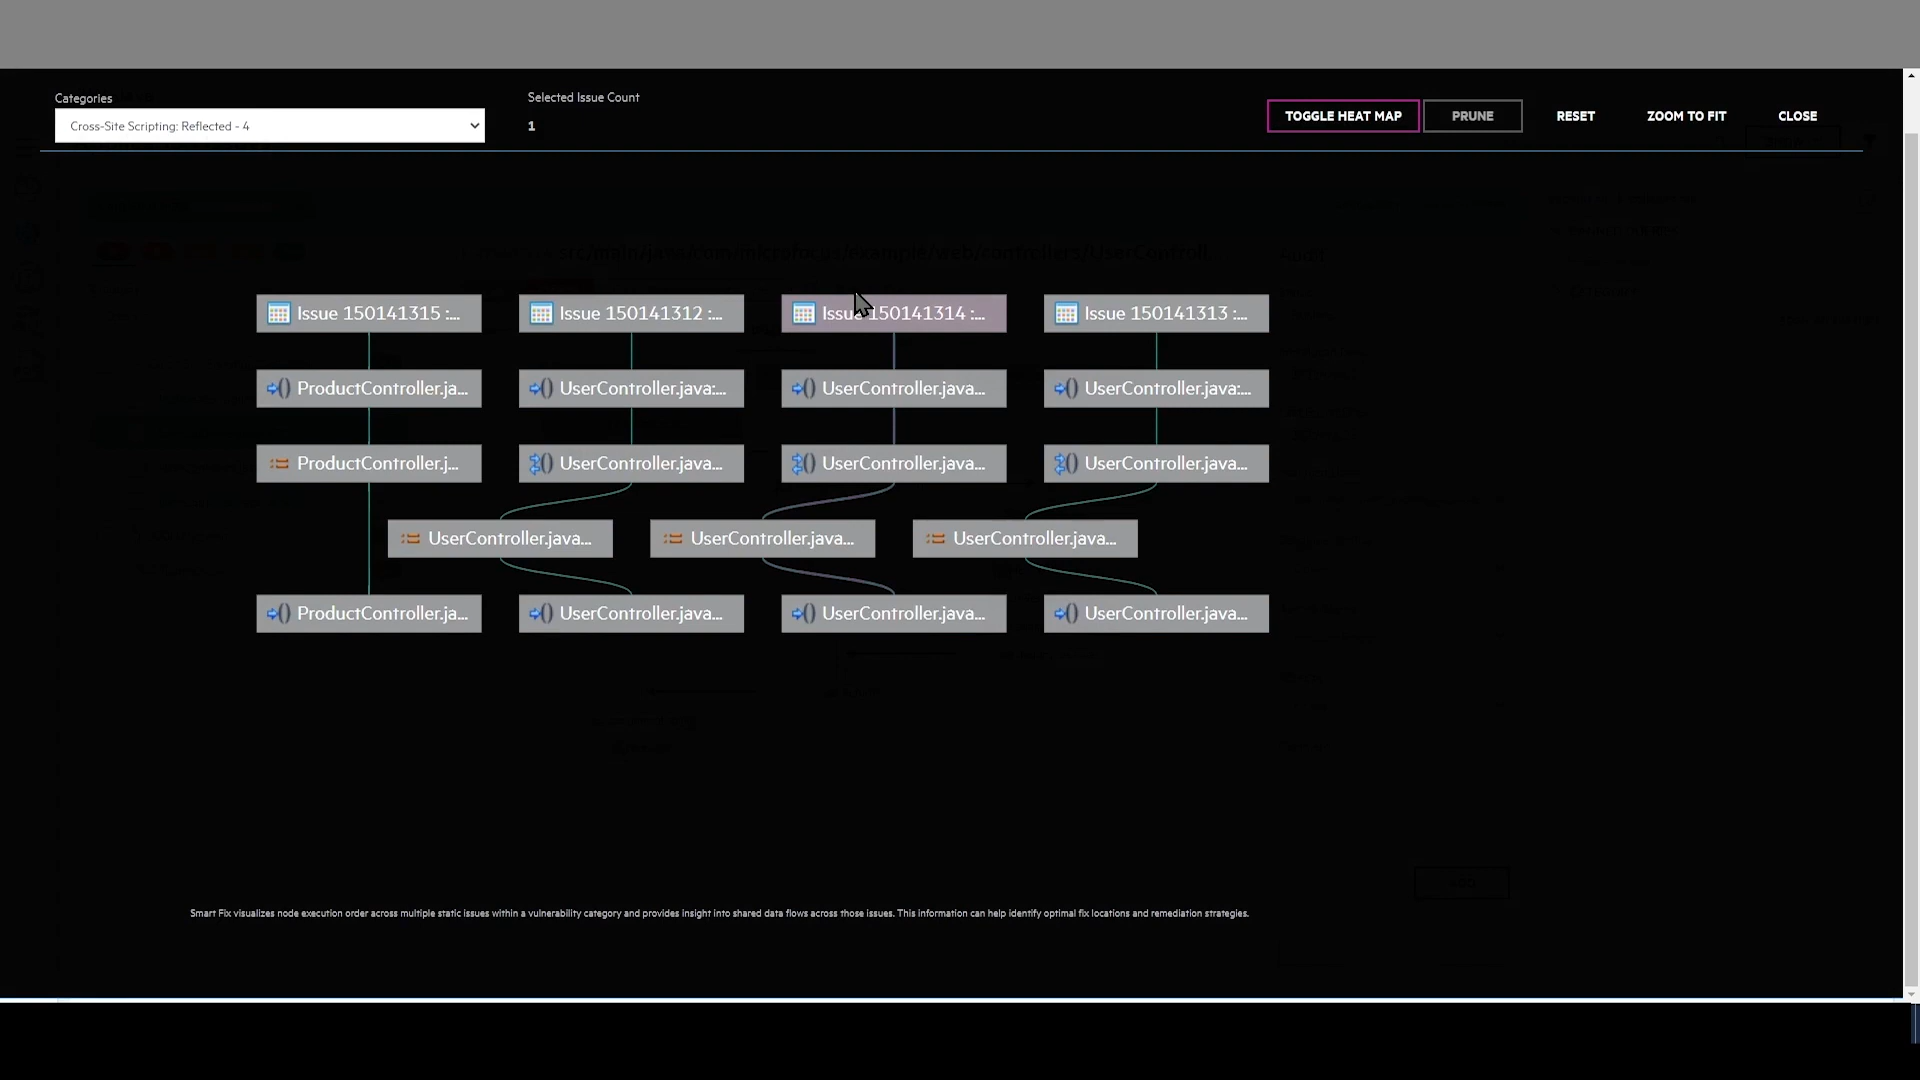 Categories
Selected Issue Count
Cross-Site Scripting: Reflected - 4
1
TOGGLE HEAT MAP
PRUNE
RESET
ZOOM TO FIT
CLOSE
Issue 150141315 :...
Issue 150141312 :...
Issue 150141314 :...
Issue 150141313 :...
ProductController.ja...
UserController.java:...
UserController.java...
UserController.java:...
ProductController.j...
UserController.java...
UserController.java...
UserController.java...
UserController.java...
UserController.java...
UserController.java...
ProductController.ja...
UserController.java...
UserController.java...
UserController.java...
Smart Fix visualizes node execution order across multiple static issues within a vulnerability category and provides insight into shared data flows across those issues. This information can help identify optimal fix locations and remediation strategies.